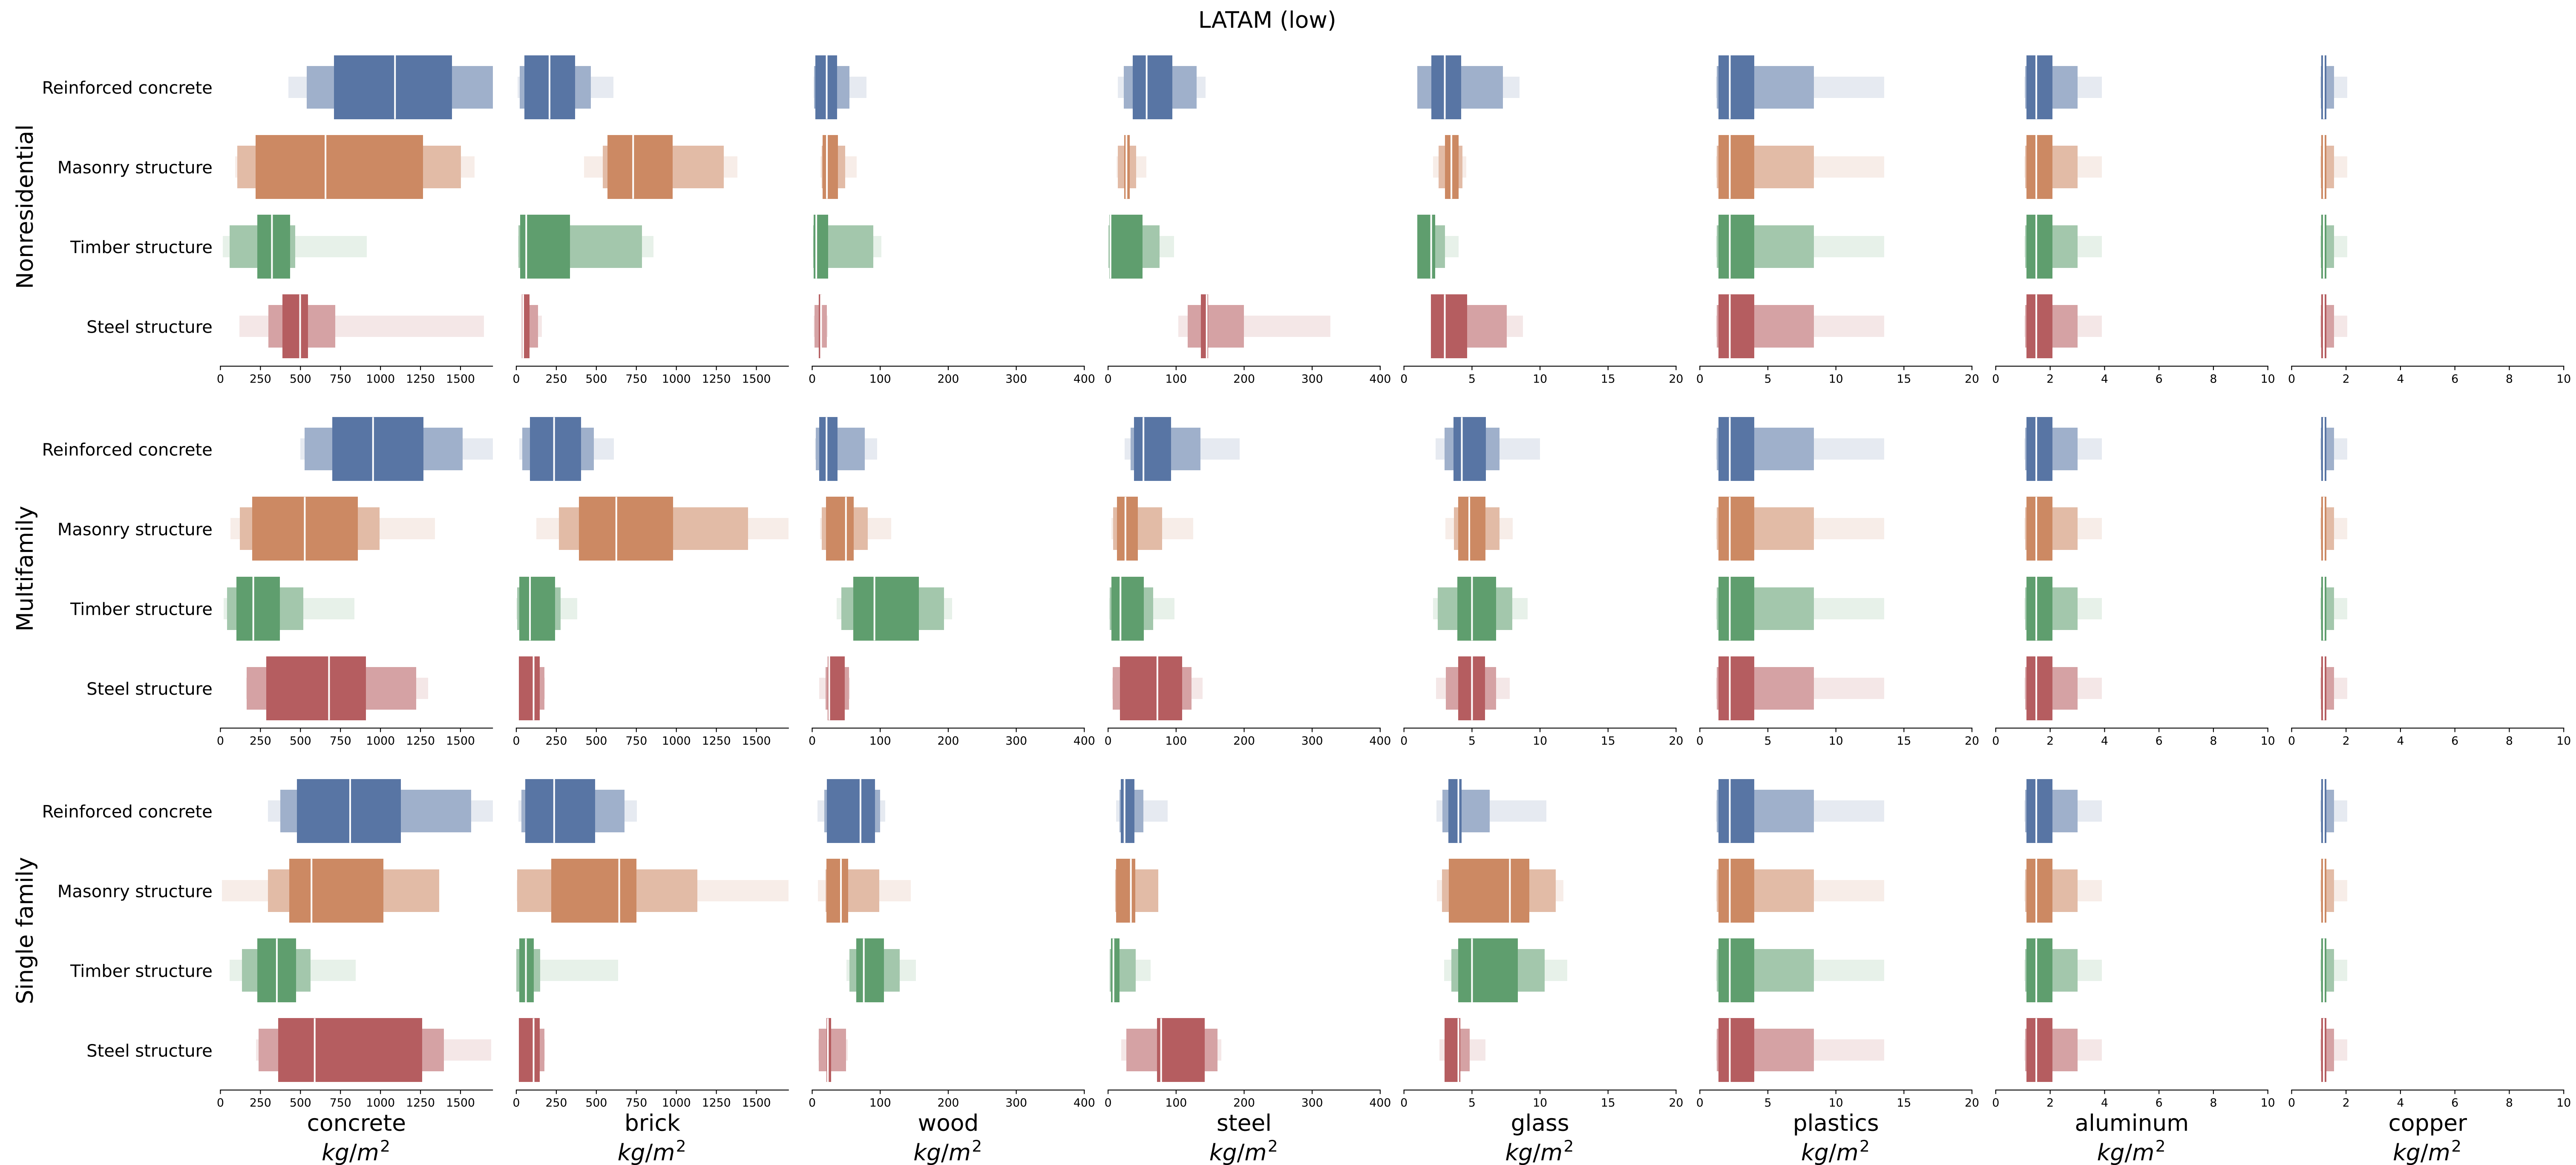 LATAM (low)
Nonresidential
Reinforced concrete
Masonry structure
Timber structure
Steel structure
0 250 500 750 1000 1250 1500 0 250 500 750 1000 1250 1500 0 100 200 300 400 0 100 200 300 400 0 5 10 15 20 0 5 10 15 20 0 2 4 6 8 10 0 2 4 6 8 10
Multifamily
Reinforced concrete
Masonry structure
Timber structure
Steel structure
0 250 500 750 1000 1250 1500 0 250 500 750 1000 1250 1500 0 100 200 300 400 0 100 200 300 400 0 5 10 15 20 0 5 10 15 20 0 2 4 6 8 10 0 2 4 6 8 10
Single family
Reinforced concrete
Masonry structure
Timber structure
Steel structure
0 250 500 750 1000 1250 1500 0 250 500 750 1000 1250 1500 0 100 200 300 400 0 100 200 300 400 0 5 10 15 20 0 5 10 15 20 0 2 4 6 8 10 0 2 4 6 8 10
concrete brick wood steel glass plastics aluminum copper
kg/m² kg/m² kg/m² kg/m² kg/m² kg/m² kg/m² kg/m²